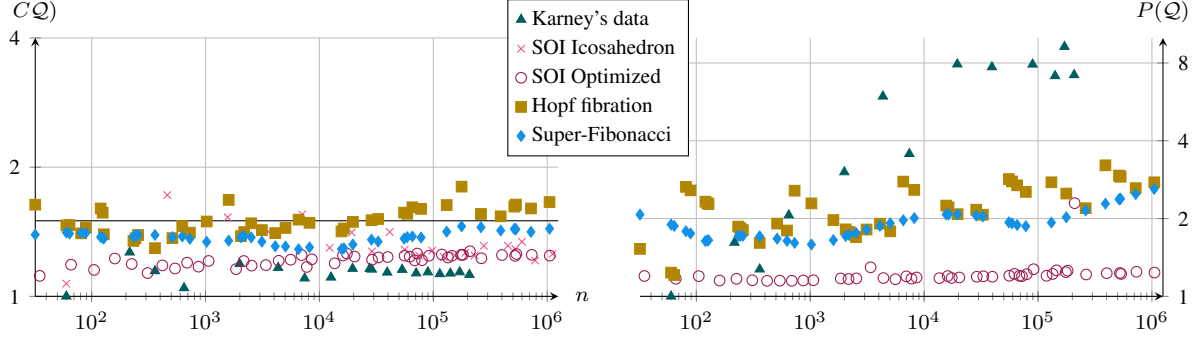 CQ)
4
2
1
10^2
10^3
10^4
10^5
10^6
n
Karney's data
SOI Icosahedron
SOI Optimized
Hopf fibration
Super-Fibonacci
P(Q)
8
4
2
1
10^2
10^3
10^4
10^5
10^6